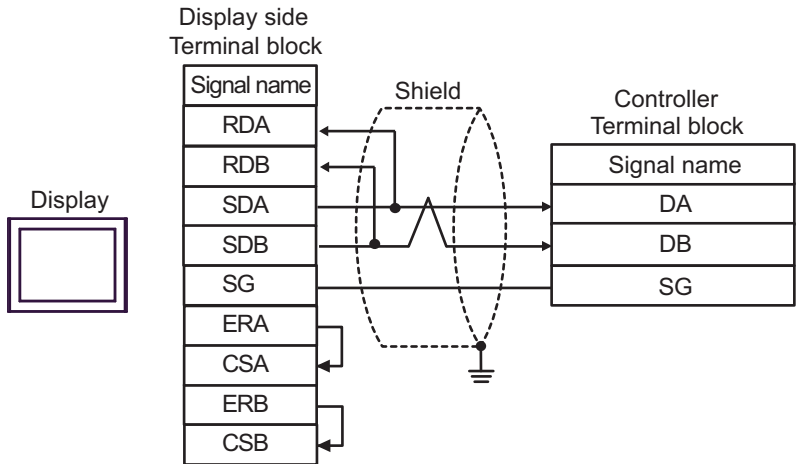 Display side
Terminal block
Signal name
RDA
RDB
SDA
SDB
SG
ERA
CSA
ERB
CSB
Display
Shield
Controller
Terminal block
Signal name
DA
DB
SG